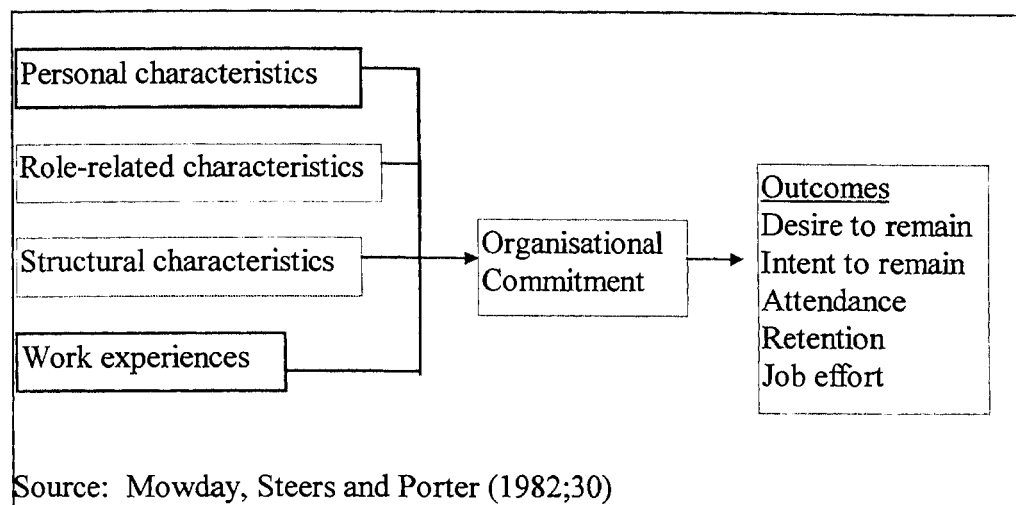 Personal characteristics
Role-related characteristics
Structural characteristics
Work experiences
Organisational
Commitment
Outcomes
Desire to remain
Intent to remain
Attendance
Retention
Job effort
Source: Mowday, Steers and Porter (1982;30)